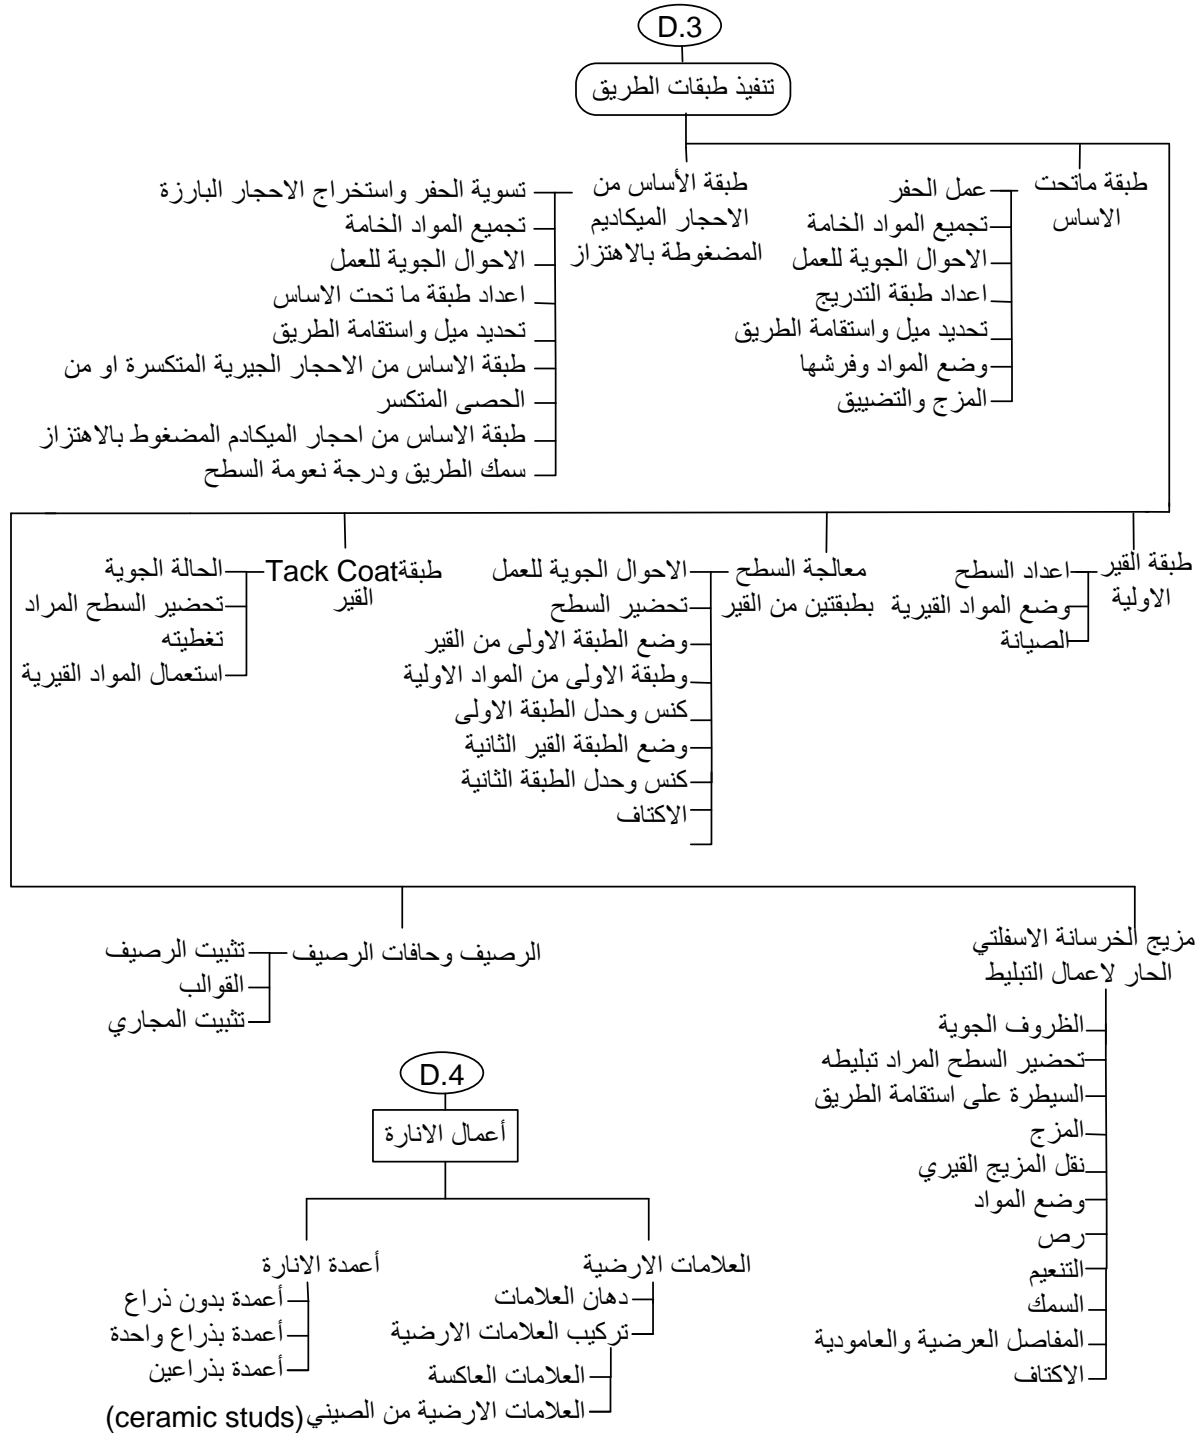 D.3
تنفيذ طبقات الطريق
طبقة ماتحت
الاساس
عمل الحفر
تجميع المواد الخامة
الاحوال الجوية للعمل
اعداد طبقة التدريج
تحديد ميل واستقامة الطريق
وضع المواد وفرشها
المزج والتضييق
طبقة الأساس من
الاحجار الميكاديم
المضغوطة بالاهتزاز
تسوية الحفر واستخراج الاحجار البارزة
تجميع المواد الخامة
الاحوال الجوية للعمل
اعداد طبقة ما تحت الاساس
تحديد ميل واستقامة الطريق
طبقة الاساس من الاحجار الجيرية المتكسرة او من
الحصى المتكسر
طبقة الاساس من احجار الميكادم المضغوط بالاهتزاز
سمك الطريق ودرجة نعومة السطح
طبقة القير
الاولية
اعداد السطح
وضع المواد القيرية
الصيانة
معالجة السطح
بطبقتين من القير
الاحوال الجوية للعمل
تحضير السطح
وضع الطبقة الاولى من القير
وطبقة الاولى من المواد الاولية
كنس وحدل الطبقة الاولى
وضع الطبقة القير الثانية
كنس وحدل الطبقة الثانية
الاكتاف
طبقة Tack Coat
القير
الحالة الجوية
تحضير السطح المراد
تغطيته
استعمال المواد القيرية
مزيج الخرسانة الاسفلتي
الحار لاعمال التبليط
الظروف الجوية
تحضير السطح المراد تبليطه
السيطرة على استقامة الطريق
المزج
نقل المزيج القيري
وضع المواد
رص
التنعيم
السمك
المفاصل العرضية والعامودية
الاكتاف
الرصيف وحافات الرصيف
تثبيت الرصيف
القوالب
تثبيت المجاري
D.4
أعمال الانارة
العلامات الارضية
دهان العلامات
تركيب العلامات الارضية
العلامات العاكسة
العلامات الارضية من الصيني (ceramic studs)
أعمدة الانارة
أعمدة بدون ذراع
أعمدة بذراع واحدة
أعمدة بذراعين